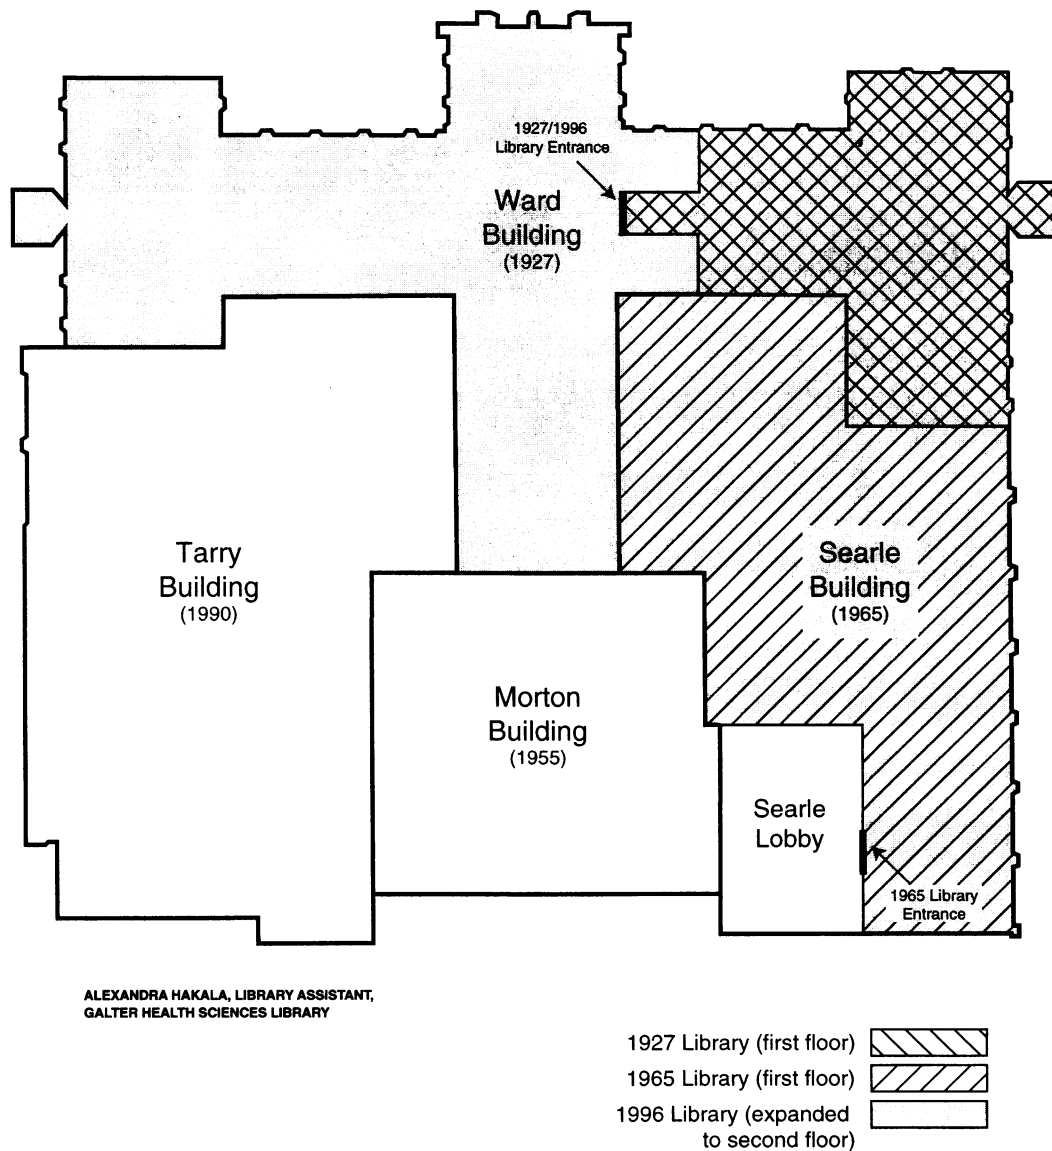 1927/1996
Library Entrance
Ward
Building
(1927)
Tarry
Building
(1990)
Searle
Building
(1965)
Morton
Building
(1955)
Searle
Lobby
1965 Library
Entrance
ALEXANDRA HAKALA, LIBRARY ASSISTANT,
GALTER HEALTH SCIENCES LIBRARY
1927 Library (first floor)
1965 Library (first floor)
1996 Library (expanded
to second floor)